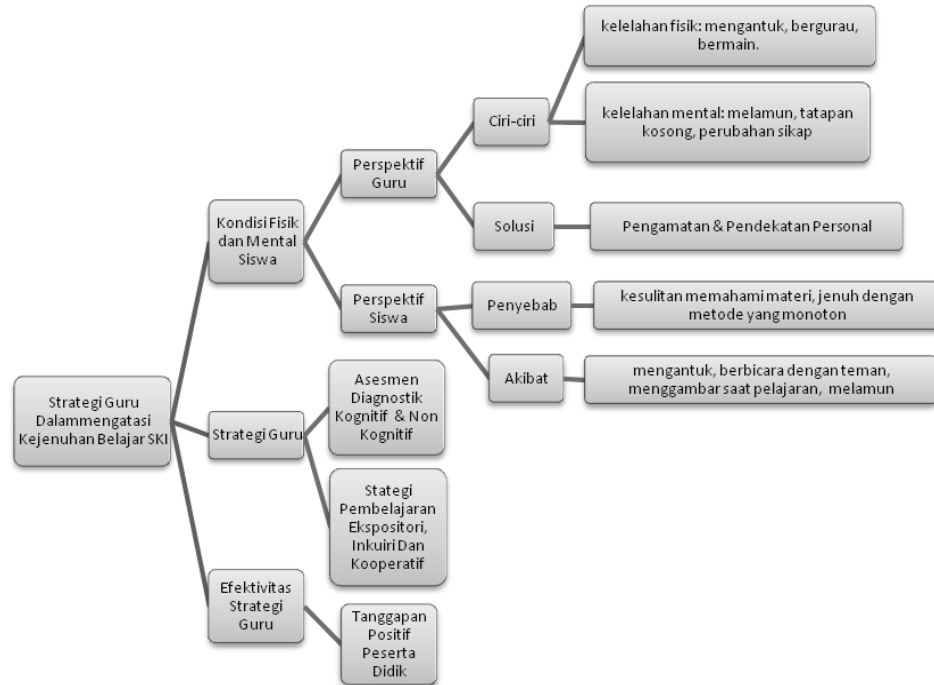 Strategi Guru
Dalammengatasi
Kejenuhan Belajar SKI
Kondisi Fisik
dan Mental
Siswa
Perspektif
Guru
Ciri-ciri
kelelahan fisik: mengantuk, bergurau,
bermain.
kelelahan mental: melamun, tatapan
kosong, perubahan sikap
Solusi
Pengamatan & Pendekatan Personal
Perspektif
Siswa
Penyebab
kesulitan memahami materi, jenuh dengan
metode yang monoton
Akibat
mengantuk, berbicara dengan teman,
menggambar saat pelajaran, melamun
Strategi Guru
Asesmen
Diagnostik
Kognitif & Non
Kognitif
Stategi
Pembelajaran
Ekspositori,
Inkuiri Dan
Kooperatif
Efektivitas
Strategi
Guru
Tanggapan
Positif
Peserta
Didik